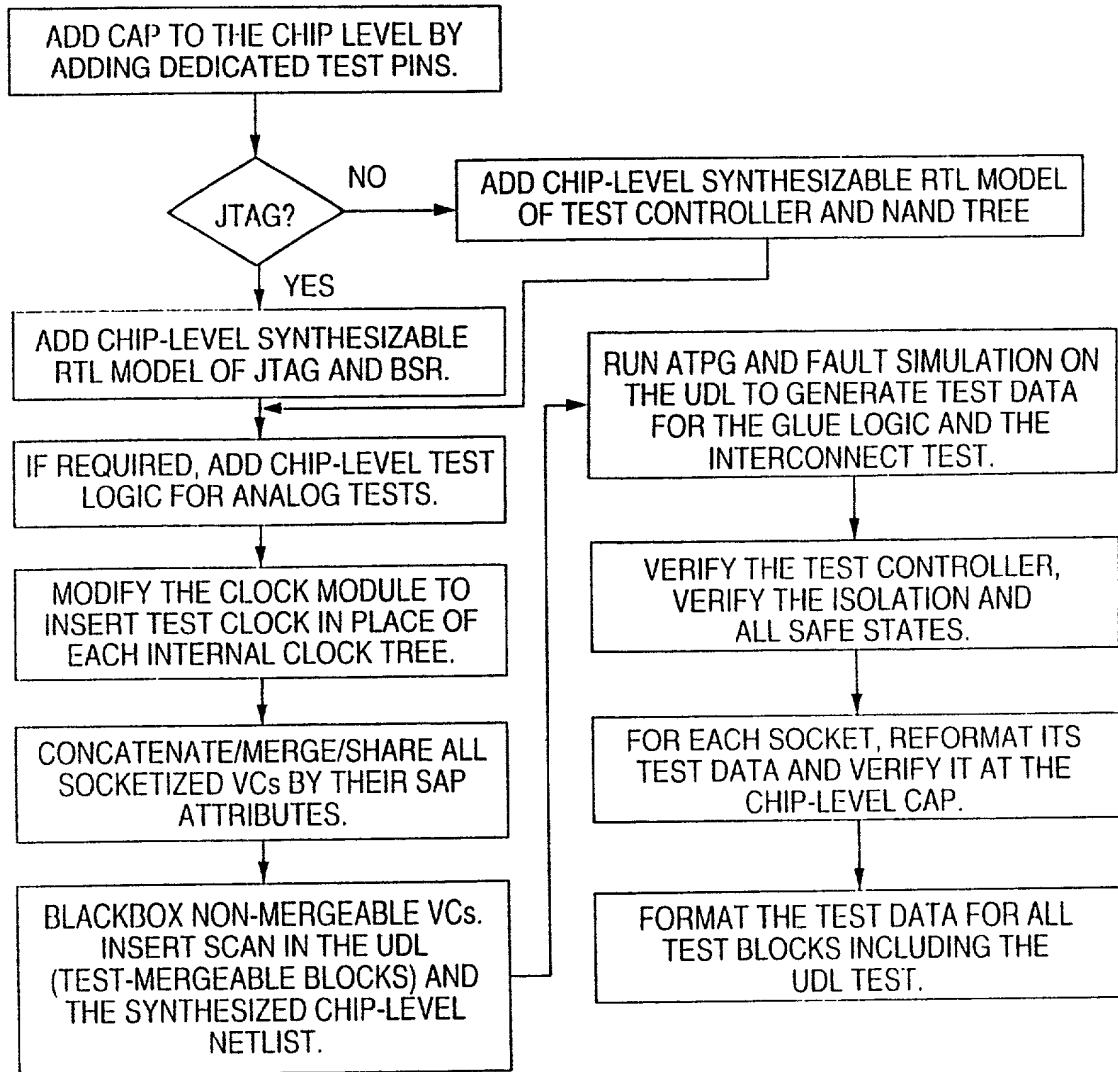 ADD CAP TO THE CHIP LEVEL BY
ADDING DEDICATED TEST PINS.
JTAG?
NO
ADD CHIP-LEVEL SYNTHESIZABLE RTL MODEL
OF TEST CONTROLLER AND NAND TREE
YES
ADD CHIP-LEVEL SYNTHESIZABLE
RTL MODEL OF JTAG AND BSR.
IF REQUIRED, ADD CHIP-LEVEL TEST
LOGIC FOR ANALOG TESTS.
MODIFY THE CLOCK MODULE TO
INSERT TEST CLOCK IN PLACE OF
EACH INTERNAL CLOCK TREE.
CONCATENATE/MERGE/SHARE ALL
SOCKETIZED VCs BY THEIR SAP
ATTRIBUTES.
BLACKBOX NON-MERGEABLE VCs.
INSERT SCAN IN THE UDL
(TEST-MERGEABLE BLOCKS) AND
THE SYNTHESIZED CHIP-LEVEL
NETLIST.
RUN ATPG AND FAULT SIMULATION ON
THE UDL TO GENERATE TEST DATA
FOR THE GLUE LOGIC AND THE
INTERCONNECT TEST.
VERIFY THE TEST CONTROLLER,
VERIFY THE ISOLATION AND
ALL SAFE STATES.
FOR EACH SOCKET, REFORMAT ITS
TEST DATA AND VERIFY IT AT THE
CHIP-LEVEL CAP.
FORMAT THE TEST DATA FOR ALL
TEST BLOCKS INCLUDING THE
UDL TEST.